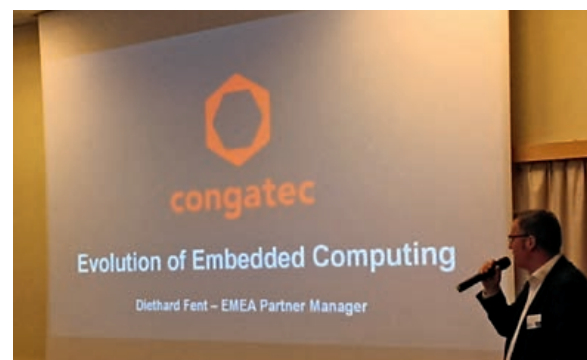 congatec
Evolution of Embedded Computing
Diethard Fent – EMEA Partner Manager